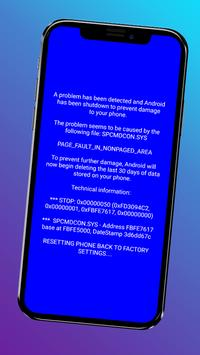 A problem has been detected and Android
has been shutdown to prevent damage
to your phone.
The problem seems to be caused by the
following file: SPCMDCON.SYS
PAGE_FAULT_IN_NONPAGED_AREA
To prevent further damage, Android will
now begin deleting the last 30 days of data
stored on your phone.
Technical information:
*** STOP: 0x00000050 (0xFD3094C2,
0x00000001, 0xFBFE7617, 0x00000000)
*** SPCMDCON.SYS - Address FBFE7617
base at FBFE5000, DateStamp 3d6dd67c
RESETTING PHONE BACK TO FACTORY
SETTINGS....